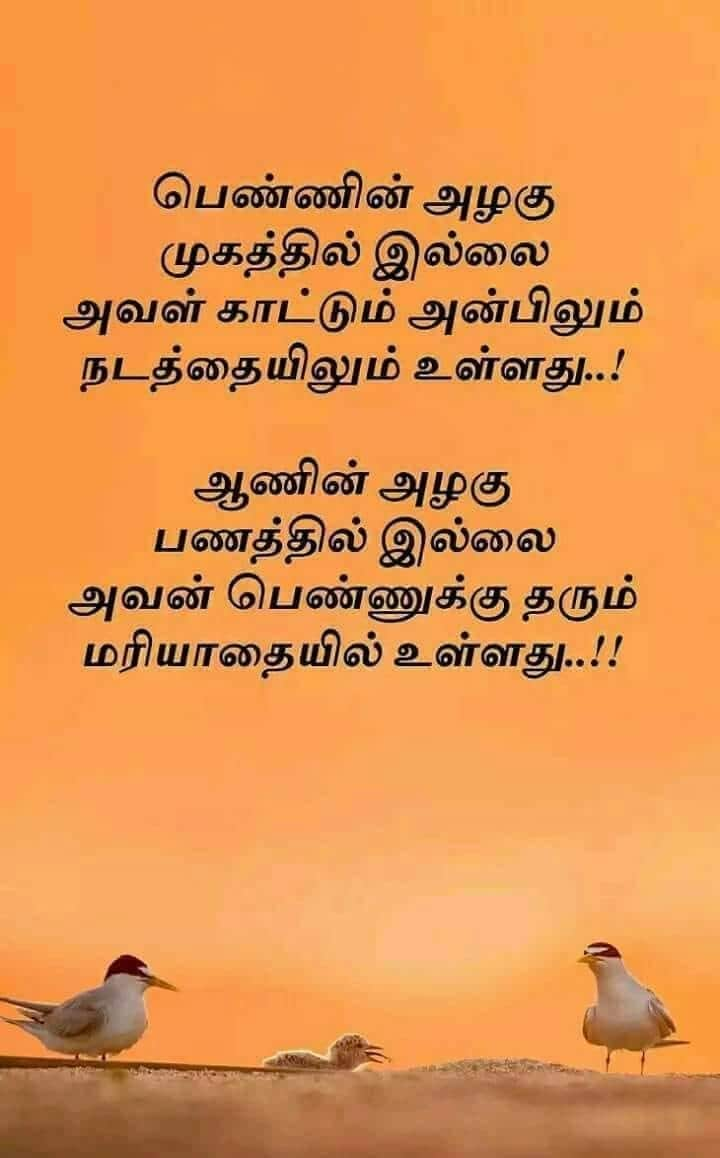 பெண்ணின் அழகு
முகத்தில் இல்லை
அவள் காட்டும் அன்பிலும்
நடத்தையிலும் உள்ளது..!
ஆணின் அழகு
பணத்தில் இல்லை
அவன் பெண்ணுக்கு தரும்
மரியாதையில் உள்ளது..!!